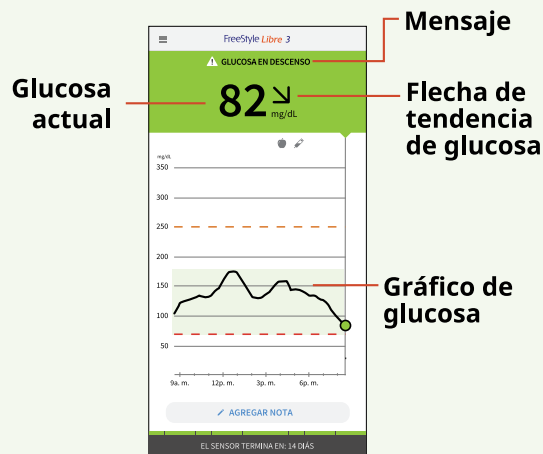 Mensaje
FreeStyle Libre 3
GLUCOSA EN DESCENSO
Glucosa
actual
82
mg/dL
Flecha de
tendencia
de glucosa
mg/dL
350
300
250
200
150
100
50
Gráfico de
glucosa
9a. m. 12p. m. 3p. m. 6p. m.
AGREGAR NOTA
EL SENSOR TERMINA EN: 14 DIÁS